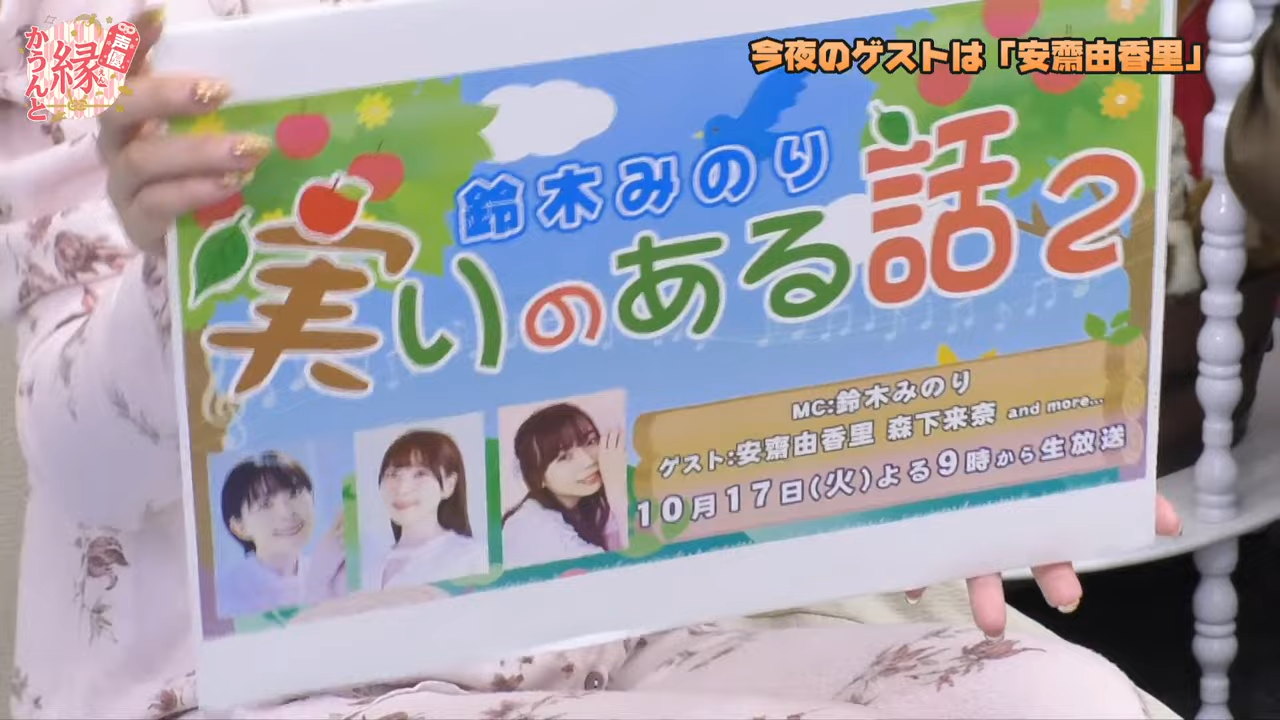 声優
縁
えん
かうんと
今夜のゲストは「安齋由香里」
鈴木みのり
実りのある話2
MC:鈴木みのり
ゲスト:安齋由香里 森下来奈 and more...
10月17日(火)よる9時から生放送